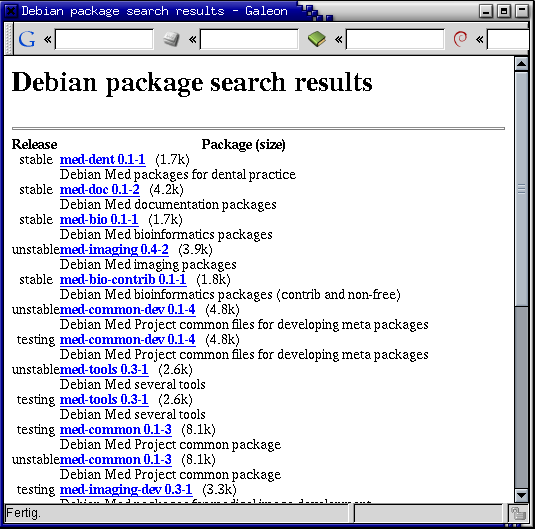 Debian package search results - Galeon
G « « « «
Debian package search results
Release Package (size)
stable med-dent 0.1-1 (1.7k)
Debian Med packages for dental practice
stable med-doc 0.1-2 (4.2k)
Debian Med documentation packages
stable med-bio 0.1-1 (1.7k)
Debian Med bioinformatics packages
unstable med-imaging 0.4-2 (3.9k)
Debian Med imaging packages
stable med-bio-contrib 0.1-1 (1.8k)
Debian Med bioinformatics packages (contrib and non-free)
unstable med-common-dev 0.1-4 (4.8k)
Debian Med Project common files for developing meta packages
testing med-common-dev 0.1-4 (4.8k)
Debian Med Project common files for developing meta packages
unstable med-tools 0.3-1 (2.6k)
Debian Med several tools
testing med-tools 0.3-1 (2.6k)
Debian Med several tools
testing med-common 0.1-3 (8.1k)
Debian Med Project common package
unstable med-common 0.1-3 (8.1k)
Debian Med Project common package
testing med-imaging-dev 0.3-1 (3.3k)
Debian Med packages for medical image development
Fertig.